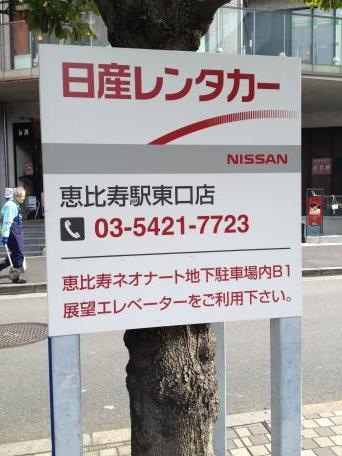 日産レンタカー
NISSAN
恵比寿駅東口店
03-5421-7723
恵比寿ネオナート地下駐車場内B1
展望エレベーターをご利用下さい。